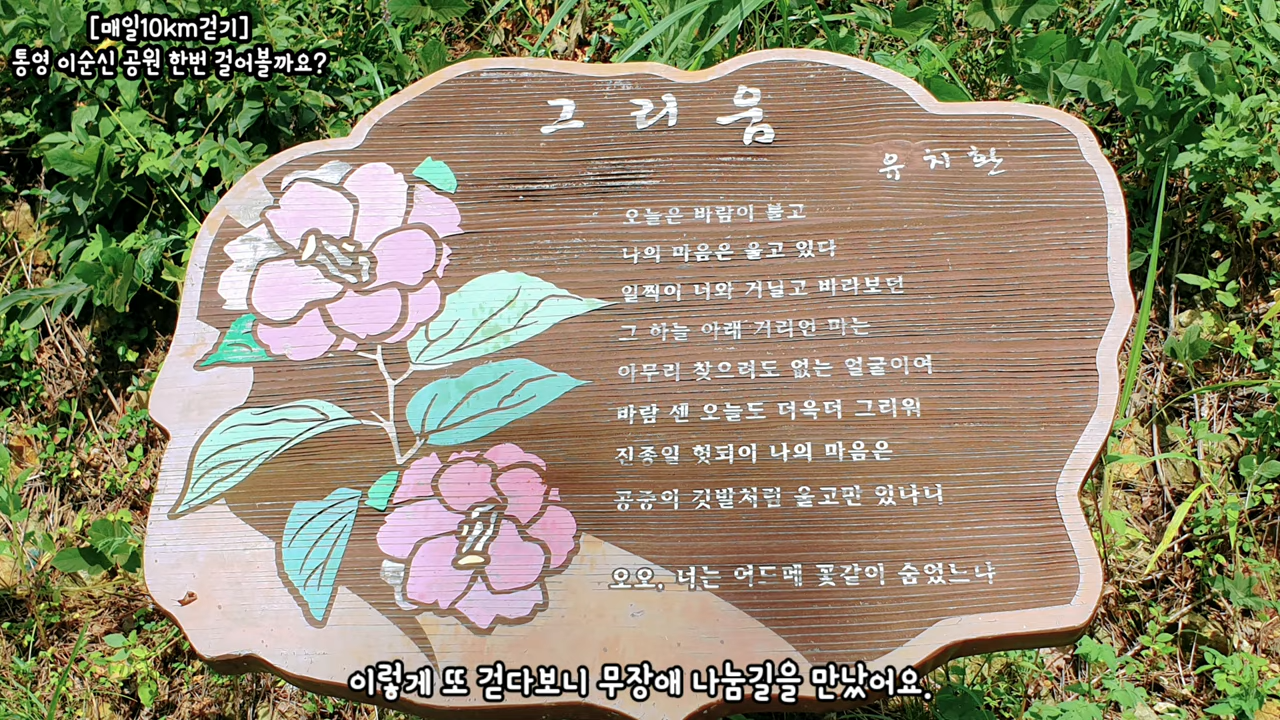 [매일10km걷기]
통영 이순신 공원 한번 걸어볼까요?
그리움
유치환
오늘은 바람이 불고
나의 마음은 울고 있다
일찍이 너와 거닐고 바라보던
그 하늘 아래 거리언 마는
아무리 찾으려도 없는 얼굴이여
바람 센 오늘도 더욱더 그리워
진종일 헛되이 나의 마음은
공중의 깃발처럼 울고만 있나니
오오, 너는 어드메 꽃같이 숨었느냐
이렇게 또 걷다보니 무장애 나눔길을 만났어요.